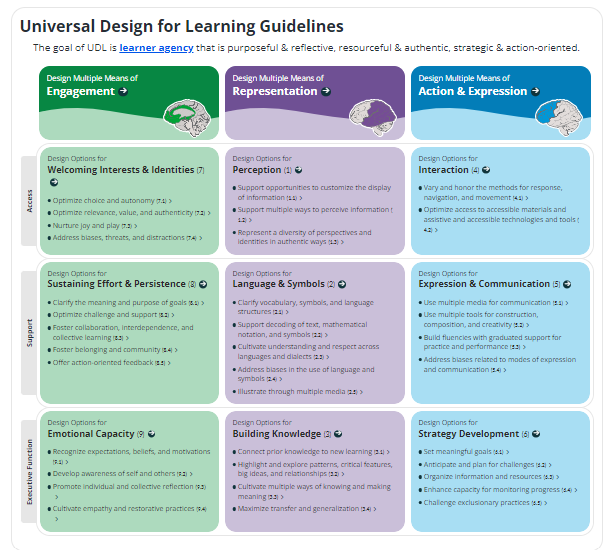 Universal Design for Learning Guidelines
The goal of UDL is learner agency that is purposeful & reflective, resourceful & authentic, strategic & action-oriented.
Design Multiple Means of
Engagement
Design Multiple Means of
Representation
Design Multiple Means of
Action & Expression
Access
Design Options for
Welcoming Interests & Identities (7)
Optimize choice and autonomy (7.1) >
Optimize relevance, value, and authenticity (7.2) >
Nurture joy and play (7.3) >
Address biases, threats, and distractions (7.4) >
Design Options for
Perception (1)
Support opportunities to customize the display
of information (1.1) >
Support multiple ways to perceive information (
1.2) >
Represent a diversity of perspectives and
identities in authentic ways (1.3) >
Design Options for
Interaction (4)
Vary and honor the methods for response,
navigation, and movement (4.1) >
Optimize access to accessible materials and
assistive and accessible technologies and tools (
4.2) >
Support
Design Options for
Sustaining Effort & Persistence (8)
Clarify the meaning and purpose of goals (8.1) >
Optimize challenge and support (8.2) >
Foster collaboration, interdependence, and
collective learning (8.3) >
Foster belonging and community (8.4) >
Offer action-oriented feedback (8.5) >
Design Options for
Language & Symbols (2)
Clarify vocabulary, symbols, and language
structures (2.1) >
Support decoding of text, mathematical
notation, and symbols (2.2) >
Cultivate understanding and respect across
languages and dialects (2.3) >
Address biases in the use of language and
symbols (2.4) >
Illustrate through multiple media (2.5) >
Design Options for
Expression & Communication (5)
Use multiple media for communication (5.1) >
Use multiple tools for construction,
composition, and creativity (5.2) >
Build fluencies with graduated support for
practice and performance (5.3) >
Address biases related to modes of expression
and communication (5.4) >
Executive Function
Design Options for
Emotional Capacity (9)
Recognize expectations, beliefs, and motivations
(9.1) >
Develop awareness of self and others (9.2) >
Promote individual and collective reflection (9.3)
>
Cultivate empathy and restorative practices (9.4)
>
Design Options for
Building Knowledge (3)
Connect prior knowledge to new learning (3.1) >
Highlight and explore patterns, critical features,
big ideas, and relationships (3.2) >
Cultivate multiple ways of knowing and making
meaning (3.3) >
Maximize transfer and generalization (3.4) >
Design Options for
Strategy Development (6)
Set meaningful goals (6.1) >
Anticipate and plan for challenges (6.2) >
Organize information and resources (6.3) >
Enhance capacity for monitoring progress (6.4) >
Challenge exclusionary practices (6.5) >